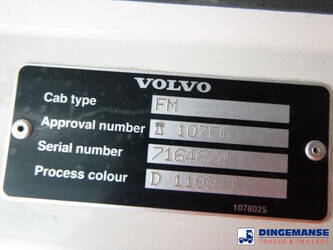 VOLVO
Cab type FM
Approval number
Serial number
Process colour D
1078025
DINGEMANSE
TRUCKS & TRAILERS